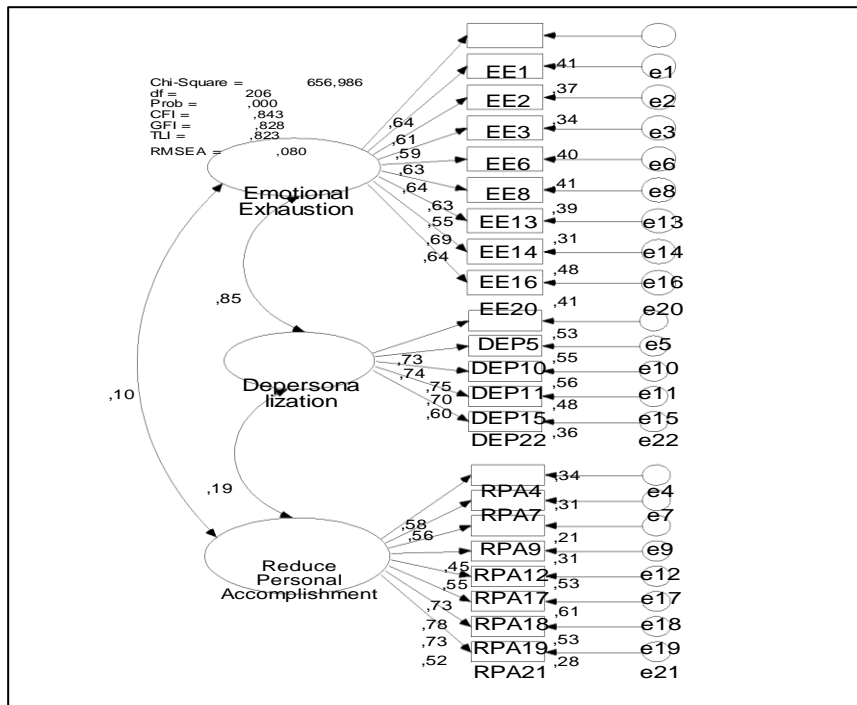 Chi-Square = 656,986
df = 206
Prob = ,000
CFI = ,843
GFI = ,828
TLI = ,823
RMSEA = ,080
Emotional
Exhaustion
Depersona
lization
Reduce
Personal
Accomplishment
,85
,10
,19
,64
,61
,59
,63
,64
,63
,55
,69
,64
EE1 ,41 e1
EE2 ,37 e2
EE3 ,34 e3
EE6 ,40 e6
EE8 ,41 e8
EE13 ,39 e13
EE14 ,31 e14
EE16 ,48 e16
EE20 ,41 e20
,73
,74
,75
,70
,60
DEP5 ,53 e5
DEP10 ,55 e10
DEP11 ,56 e11
DEP15 ,48 e15
DEP22 ,36 e22
,58
,56
,45
,55
,73
,78
,73
,52
RPA4 ,34 e4
RPA7 ,31 e7
RPA9 ,21 e9
RPA12 ,31 e12
RPA17 ,53 e17
RPA18 ,61 e18
RPA19 ,53 e19
RPA21 ,28 e21